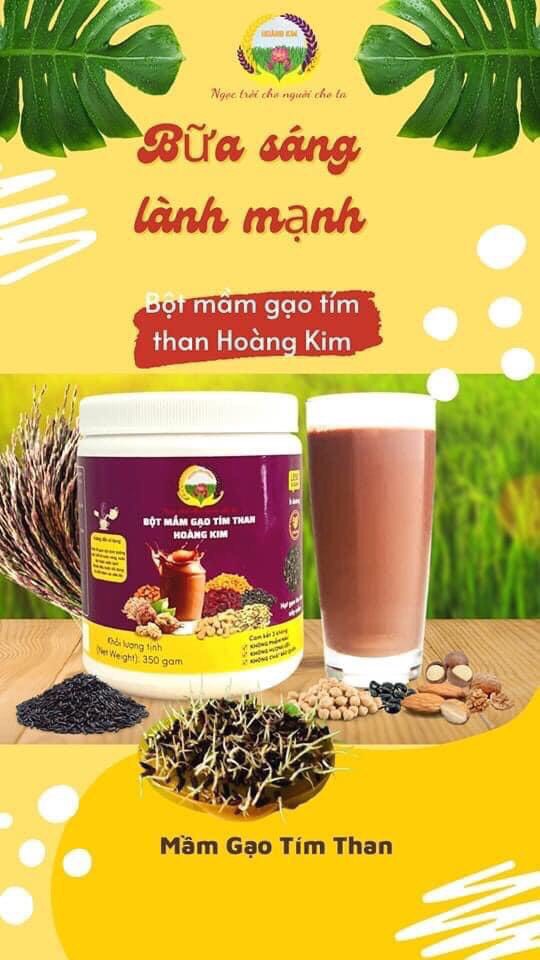 HOÀNG KIM
Ngọc trời cho người cho ta
Bữa sáng
lành mạnh
Bột mầm gạo tím
than Hoàng Kim
BỘT MẦM GẠO TÍM THAN
HOÀNG KIM
Khối lượng tịnh
(Net Weight): 350 gam
Cam kết 3 không
KHÔNG PHẨM MÀU
KHÔNG HƯƠNG LIỆU
KHÔNG CHẤT BẢO QUẢN
Mầm Gạo Tím Than